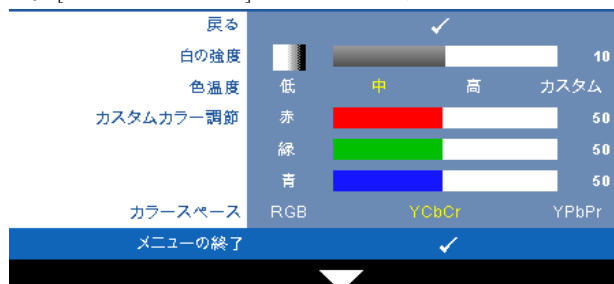 戻る
白の強度 10
色温度 低 中 高 カスタム
カスタムカラー調節 赤 50
緑 50
青 50
カラースペース RGB YCbCr YPbPr
メニューの終了